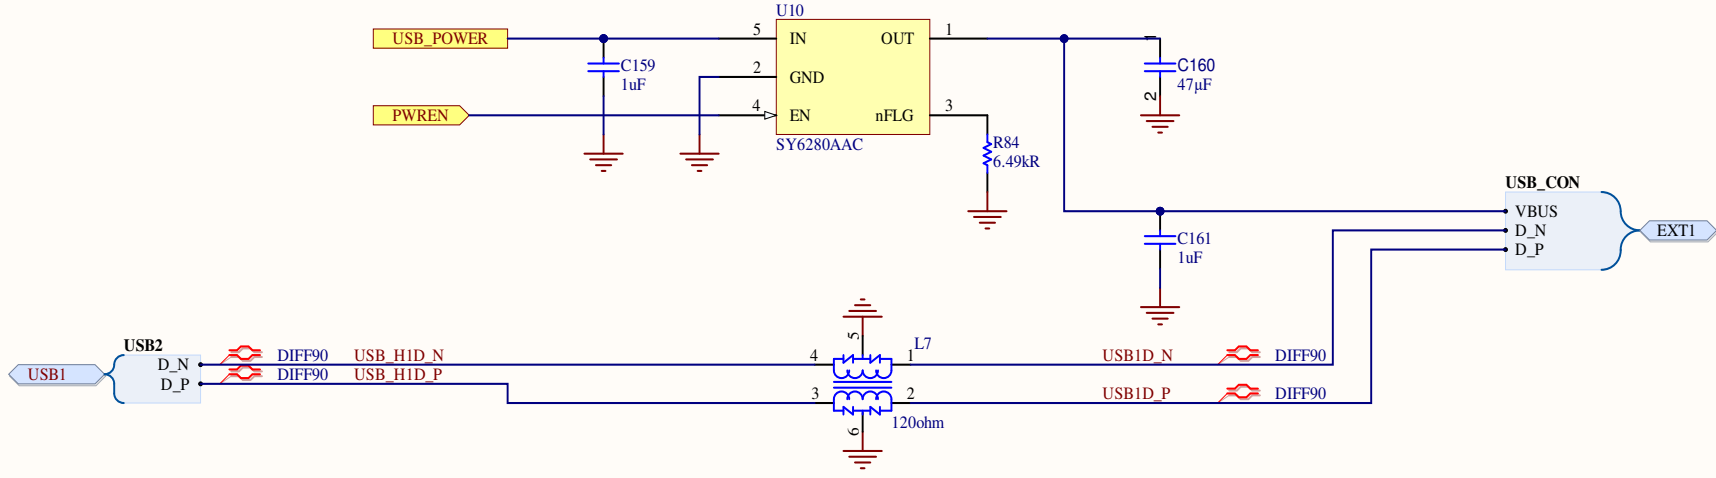 U10
USB_POWER
5
IN
OUT
1
1
C159
1uF
2
GND
C160
47µF
2
PWREN
4
EN
nFLG
3
SY6280AAC
R84
6.49kR
USB_CON
VBUS
D_N
D_P
EXT1
C161
1uF
USB2
D_N
D_P
USB1
DIFF90
USB_H1D_N
DIFF90
USB_H1D_P
5
L7
4
1
3
2
6
120ohm
USB1D_N
DIFF90
USB1D_P
DIFF90